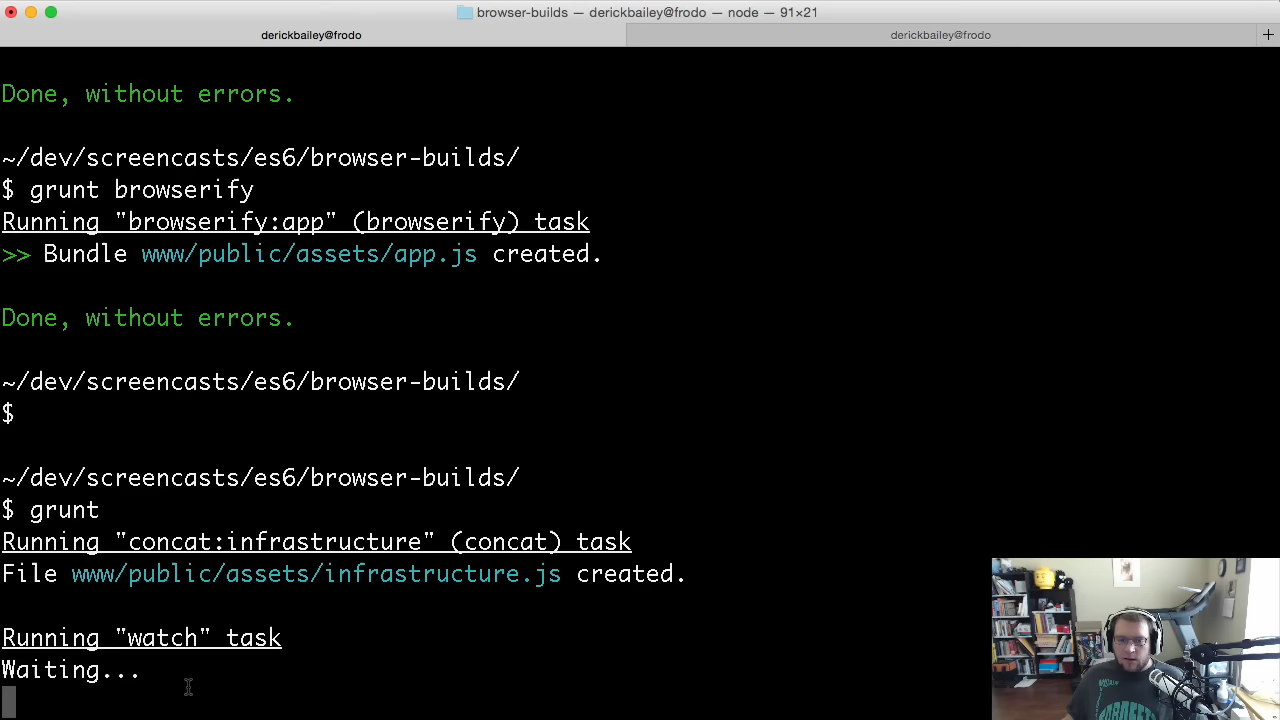 browser-builds — derickbailey@frodo — node — 91×21
derickbailey@frodo
derickbailey@frodo
+
Done, without errors.
~/dev/screencasts/es6/browser-builds/
$ grunt browserify
Running "browserify:app" (browserify) task
>> Bundle www/public/assets/app.js created.
Done, without errors.
~/dev/screencasts/es6/browser-builds/
$
~/dev/screencasts/es6/browser-builds/
$ grunt
Running "concat:infrastructure" (concat) task
File www/public/assets/infrastructure.js created.
Running "watch" task
Waiting...